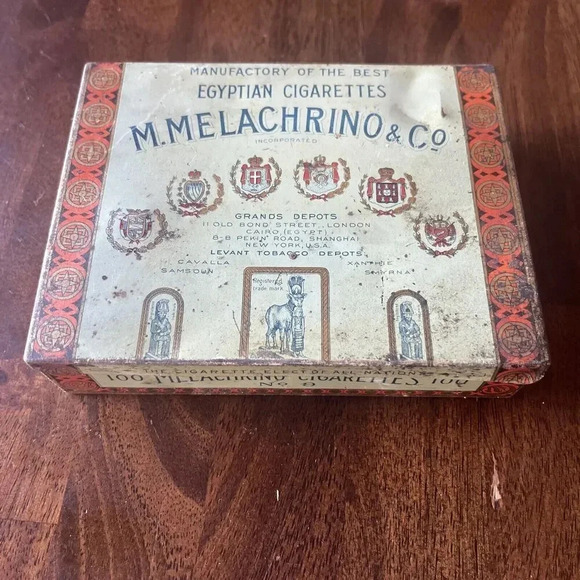 MANUFACTORY OF THE BEST
EGYPTIAN CIGARETTES
M. MELACHRINO & Co
INCORPORATED
GRANDS DEPOTS
11 OLD BOND STREET, LONDON
CAIRO, (EGYPT)
8-8 PEKIN ROAD, SHANGHAI
NEW YORK, U.S.A.
LEVANT TOBACCO DEPOTS.
CAVALLA XANTHIE
SAMSOUN SMYRNA
Registered
trade mark
THE CIGARETTE ELECT OF ALL NATIONS
100 MELACHRINO CIGARETTES 100
No 9